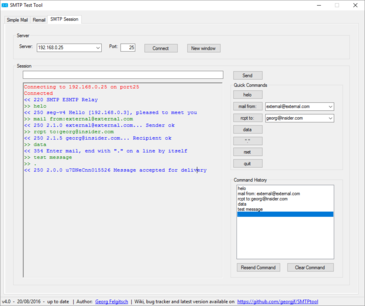 SMTP Test Tool
Simple Mail Remail SMTP Session
Server
Server: 192.168.0.25 Port: 25 Connect New window
Session
Send
Connecting to 192.168.0.25 on port25
Connected
<< 220 SMTP ESMTP Relay
>> helo
<< 250 seg-v4 Hello [192.168.0.3], pleased to meet you
>> mail from:external@external.com
<< 250 2.1.0 external@external.com... Sender ok
>> rcpt to:georg@insider.com
<< 250 2.1.5 georg@insider.com... Recipient ok
>> data
<< 354 Enter mail, end with "." on a line by itself
>> test message
>> .
<< 250 2.0.0 Message accepted for delivery
Quick Commands
helo
mail from: external@external.com
rcpt to: georg@insider.com
data
"."
rset
quit
Command History
helo
mail from: external@external.com
rcpt to:georg@insider.com
data
test message
.
Resend Command Clear Command
v4.0 - 20/08/2016 - up to date | Author: Georg Felgitsch | Wiki, bug tracker and latest version available on https://github.com/georgjf/SMTPtool